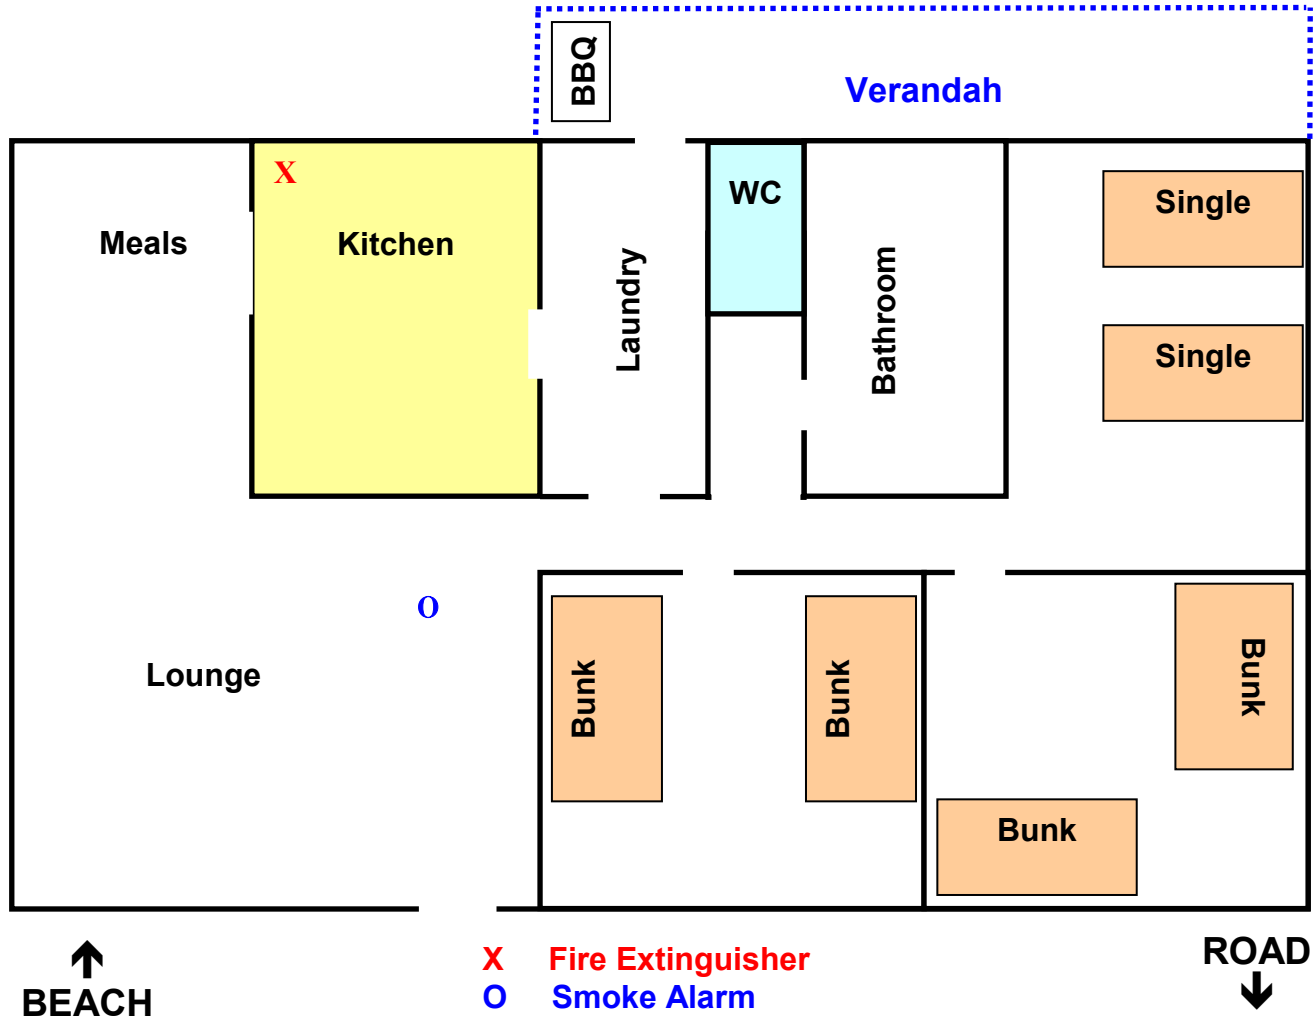 BBQ
Verandah
X
WC
Single
Meals
Kitchen
Laundry
Bathroom
Single
O
Lounge
Bunk
Bunk
Bunk
Bunk
X Fire Extinguisher
O Smoke Alarm
BEACH
ROAD